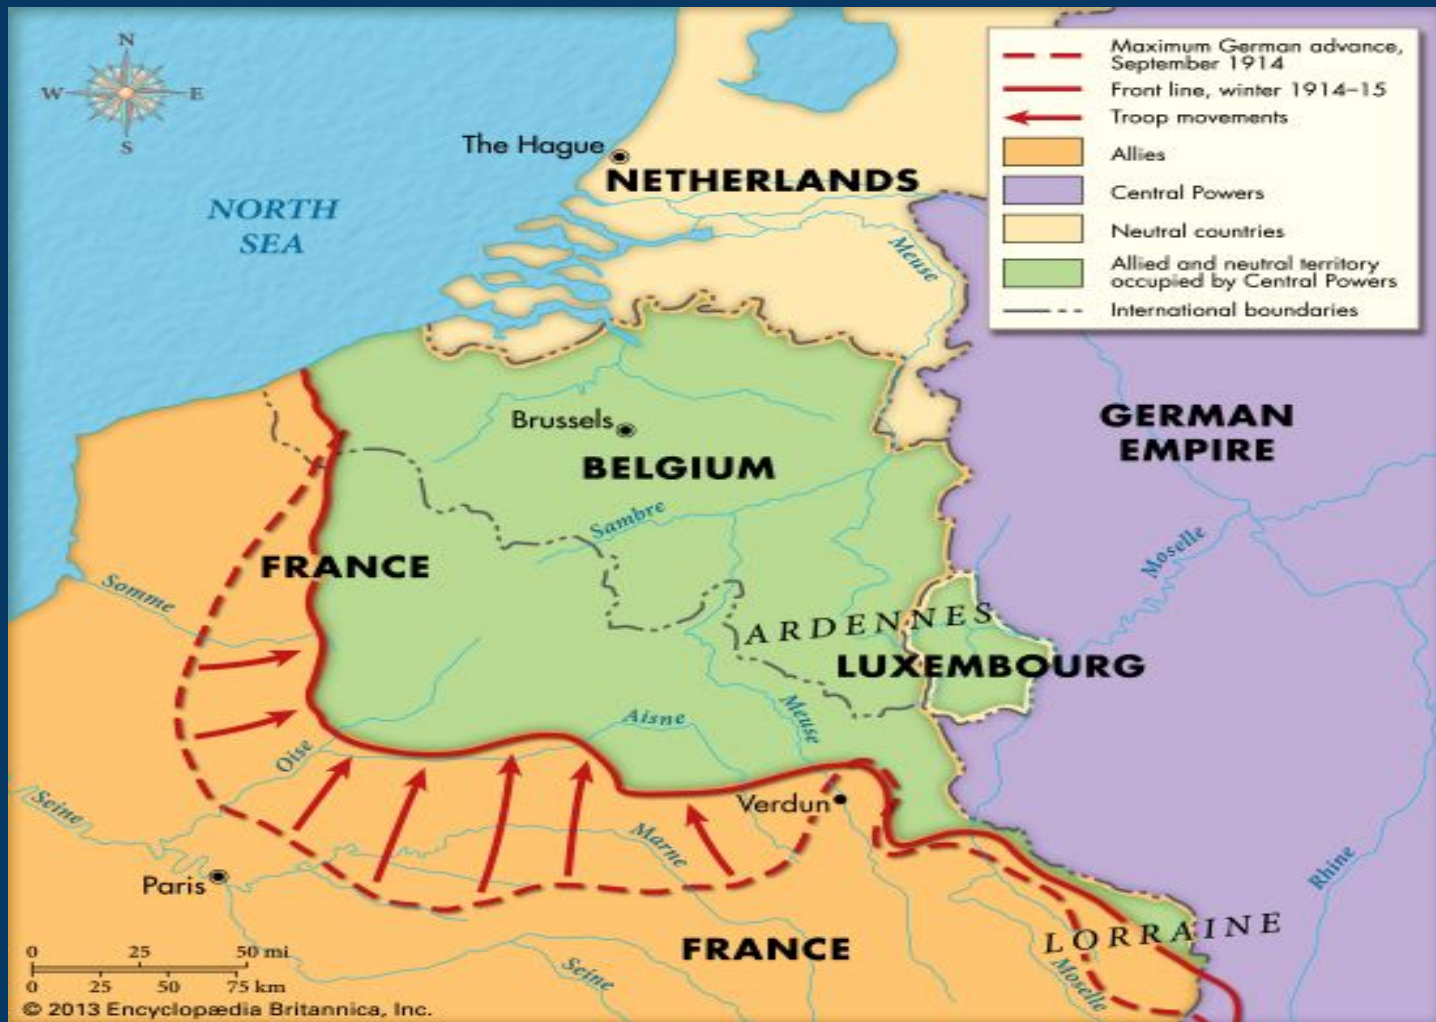 N
W
E
S
Maximum German advance,
September 1914
Front line, winter 1914–15
Troop movements
Allies
Central Powers
Neutral countries
Allied and neutral territory
occupied by Central Powers
International boundaries
The Hague
NETHERLANDS
NORTH
SEA
Meuse
Brussels
BELGIUM
GERMAN
EMPIRE
Sambre
Moselle
FRANCE
Somme
ARDENNES
LUXEMBOURG
Meuse
Aisne
Oise
Verdun
Seine
Marne
Paris
Rhine
LORRAINE
FRANCE
Seine
Moselle
0 25 50 mi
0 25 50 75 km
© 2013 Encyclopædia Britannica, Inc.